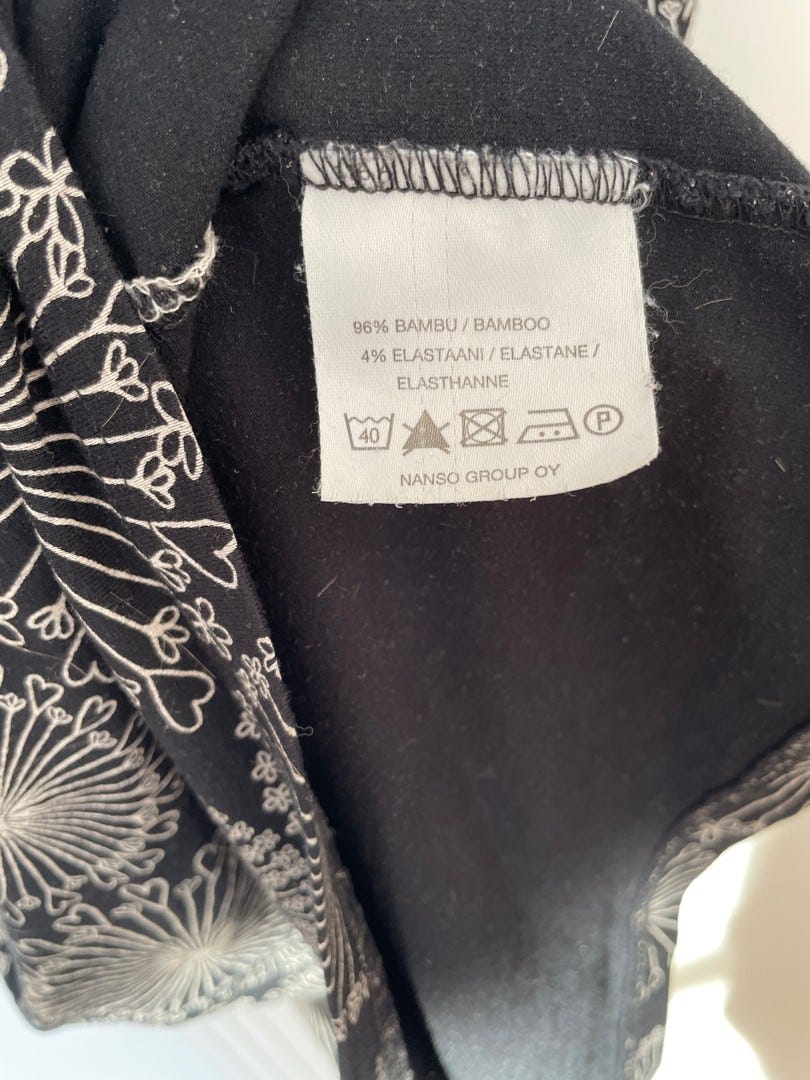 96% BAMBU / BAMBOO
4% ELASTAANI / ELASTANE /
ELASTHANNE
40 P
NANSO GROUP OY